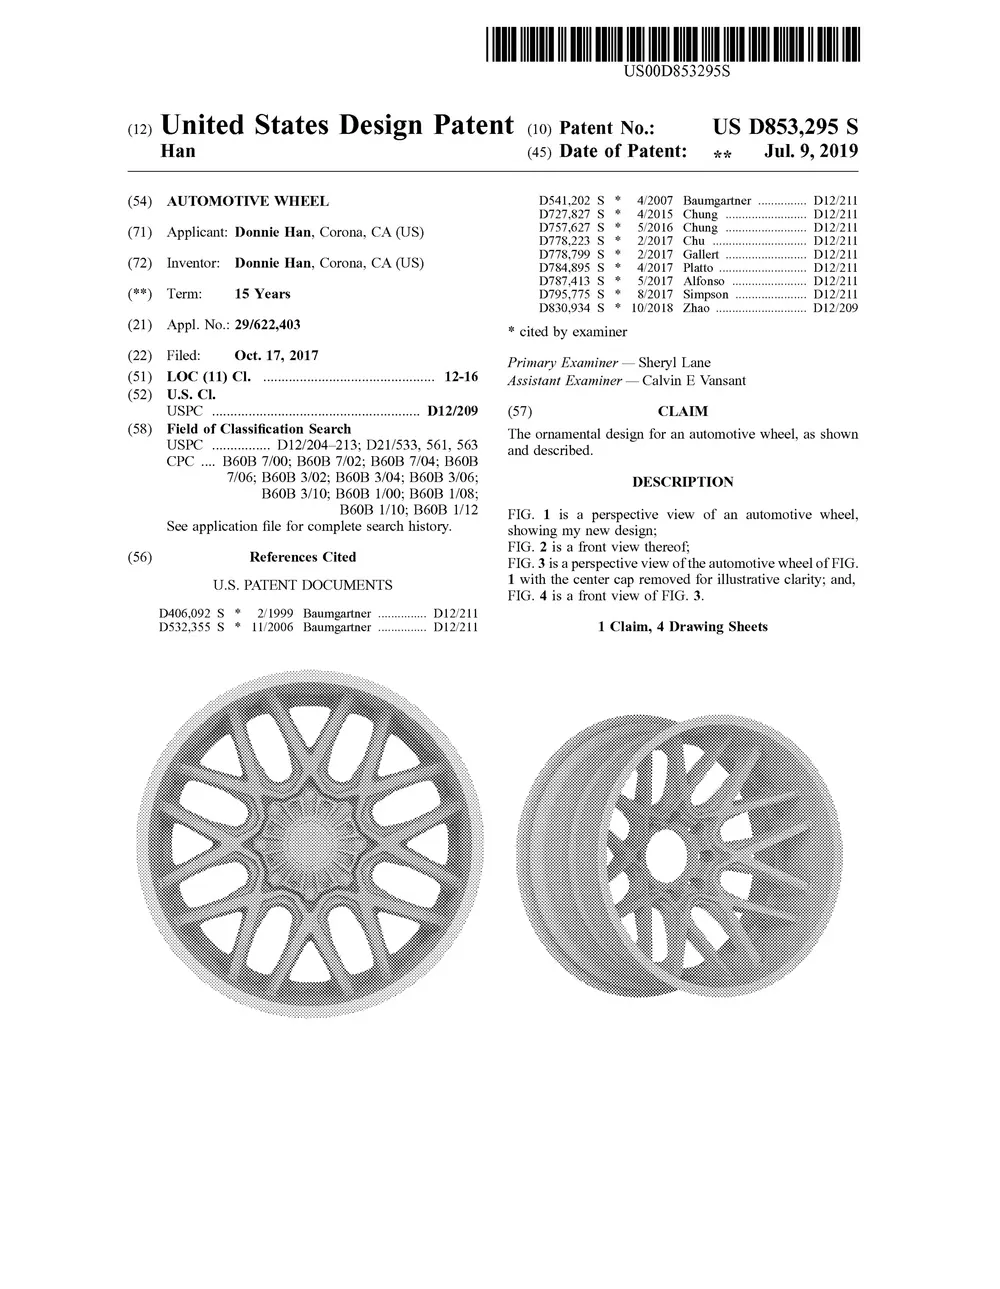 US00D853295S
(12) United States Design Patent
Han
(10) Patent No.: US D853,295 S
(45) Date of Patent: ** Jul. 9, 2019
(54) AUTOMOTIVE WHEEL
(71) Applicant: Donnie Han, Corona, CA (US)
(72) Inventor: Donnie Han, Corona, CA (US)
(**) Term: 15 Years
(21) Appl. No.: 29/622,403
(22) Filed: Oct. 17, 2017
(51) LOC (11) Cl. ............................................... 12-16
(52) U.S. Cl.
USPC ......................................................... D12/209
(58) Field of Classification Search
USPC ................ D12/204–213; D21/533, 561, 563
CPC .... B60B 7/00; B60B 7/02; B60B 7/04; B60B
7/06; B60B 3/02; B60B 3/04; B60B 3/06;
B60B 3/10; B60B 1/00; B60B 1/08;
B60B 1/10; B60B 1/12
See application file for complete search history.
(56) References Cited
U.S. PATENT DOCUMENTS
D406,092 S * 2/1999 Baumgartner ............... D12/211
D532,355 S * 11/2006 Baumgartner ............... D12/211
D541,202 S * 4/2007 Baumgartner ............... D12/211
D727,827 S * 4/2015 Chung ......................... D12/211
D757,627 S * 5/2016 Chung ......................... D12/211
D778,223 S * 2/2017 Chu ............................. D12/211
D778,799 S * 2/2017 Gallert ......................... D12/211
D784,895 S * 4/2017 Platto ........................... D12/211
D787,413 S * 5/2017 Alfonso ....................... D12/211
D795,775 S * 8/2017 Simpson ...................... D12/211
D830,934 S * 10/2018 Zhao ............................ D12/209
* cited by examiner
Primary Examiner — Sheryl Lane
Assistant Examiner — Calvin E Vansant
(57) CLAIM
The ornamental design for an automotive wheel, as shown
and described.
DESCRIPTION
FIG. 1 is a perspective view of an automotive wheel,
showing my new design;
FIG. 2 is a front view thereof;
FIG. 3 is a perspective view of the automotive wheel of FIG.
1 with the center cap removed for illustrative clarity; and,
FIG. 4 is a front view of FIG. 3.
1 Claim, 4 Drawing Sheets